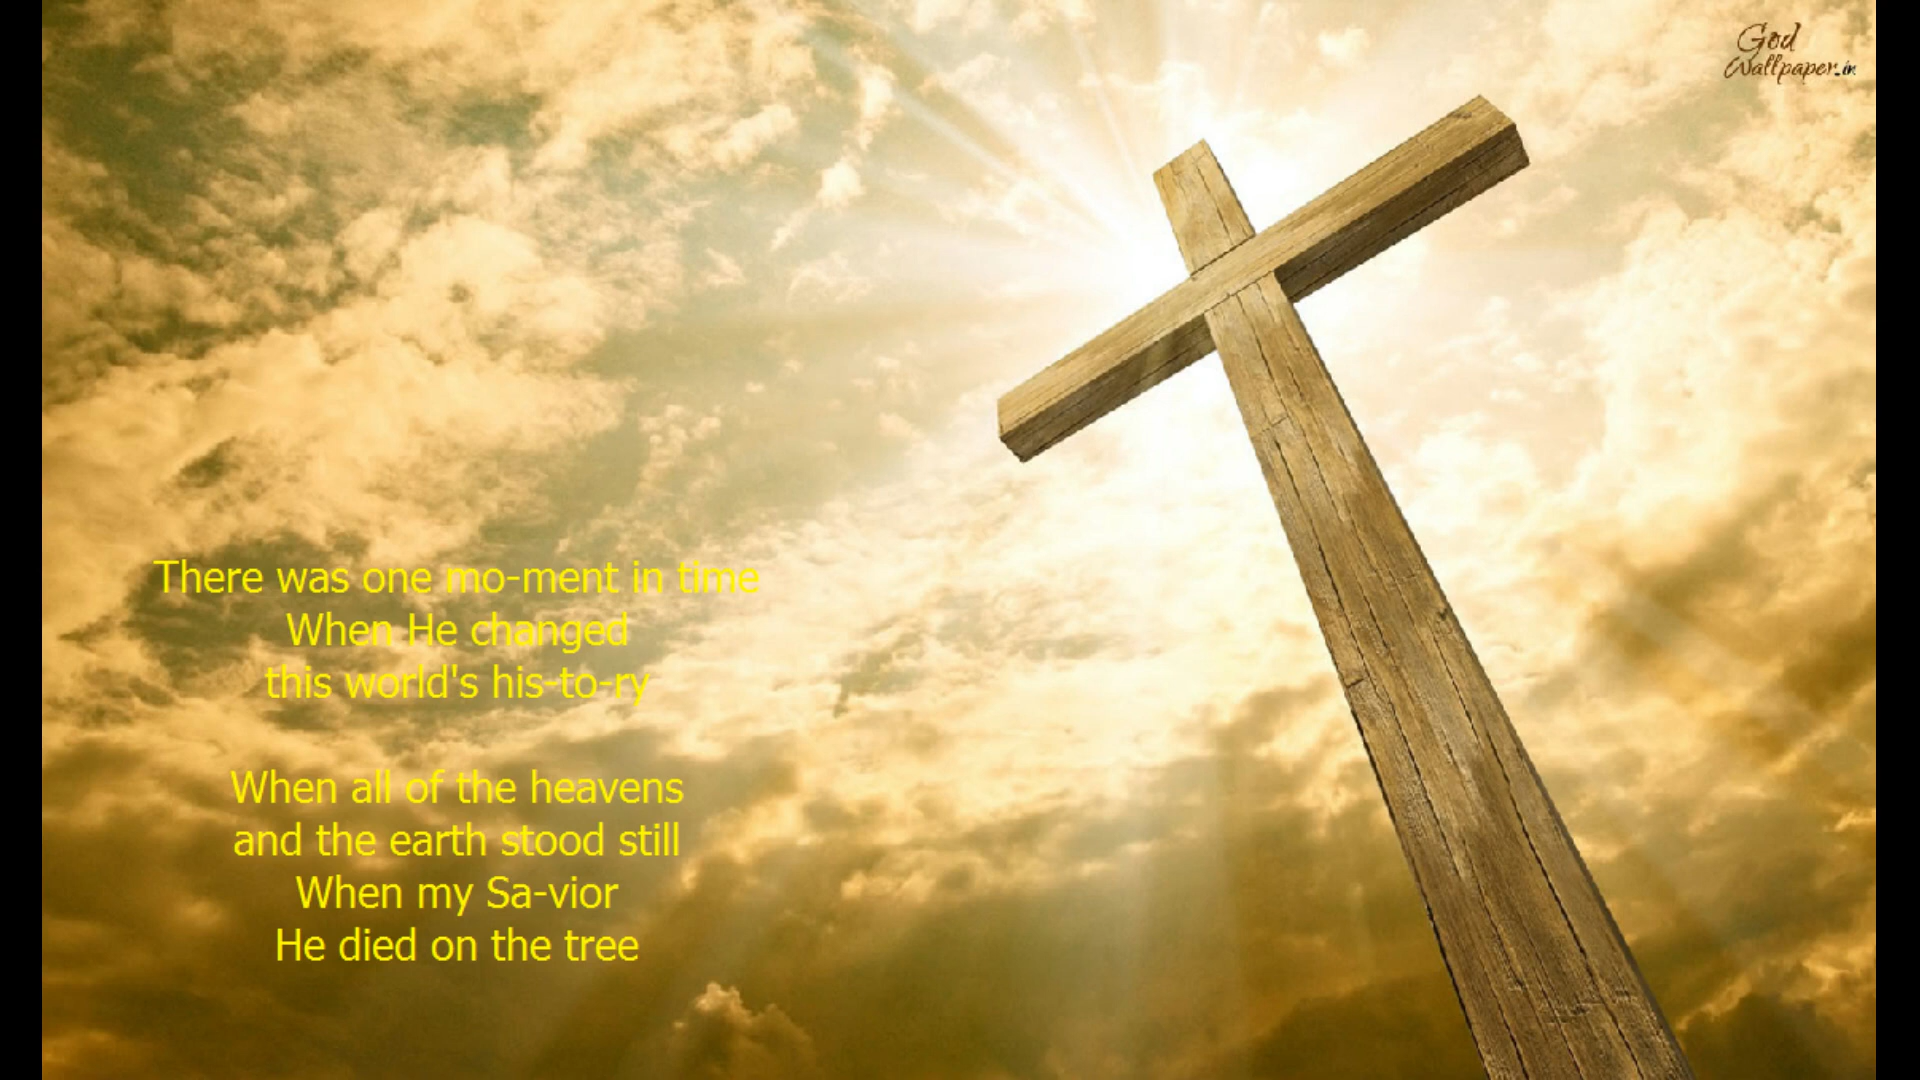 God
Wallpaper.in
There was one mo-ment in time
When He changed
this world's his-to-ry
When all of the heavens
and the earth stood still
When my Sa-vior
He died on the tree